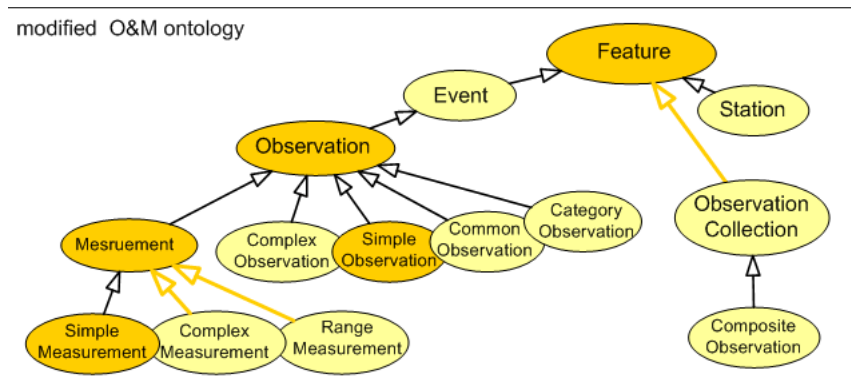 modified O&M ontology
Feature
Event
Station
Observation
Observation
Collection
Mesruement
Complex
Observation
Simple
Observation
Common
Observation
Category
Observation
Simple
Measurement
Complex
Measurement
Range
Measurement
Composite
Observation